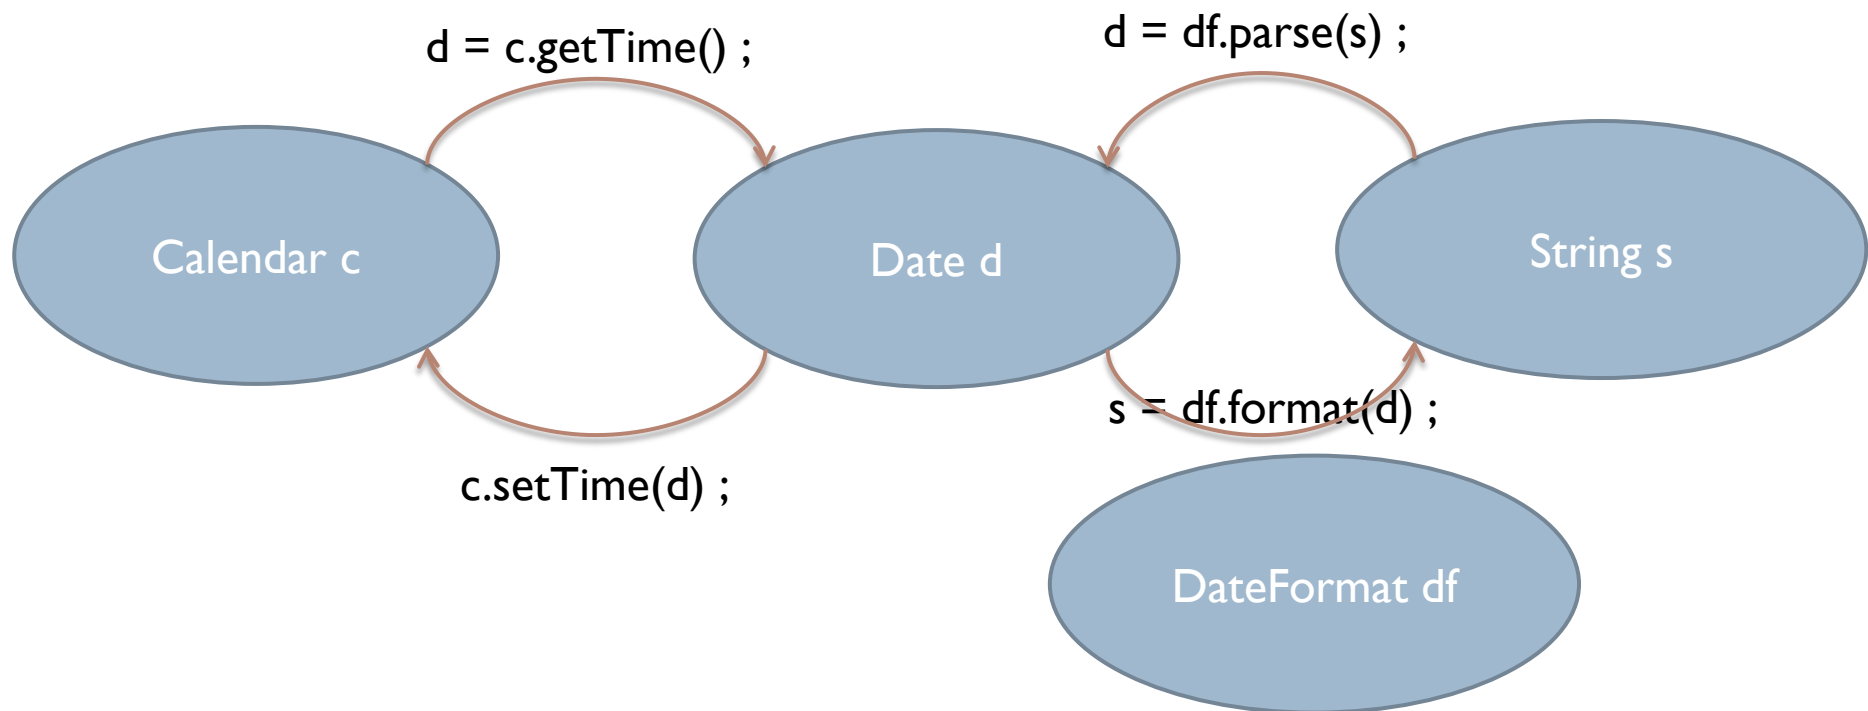 d = c.getTime() ;
d = df.parse(s) ;
Calendar c
Date d
String s
s = df.format(d) ;
c.setTime(d) ;
DateFormat df